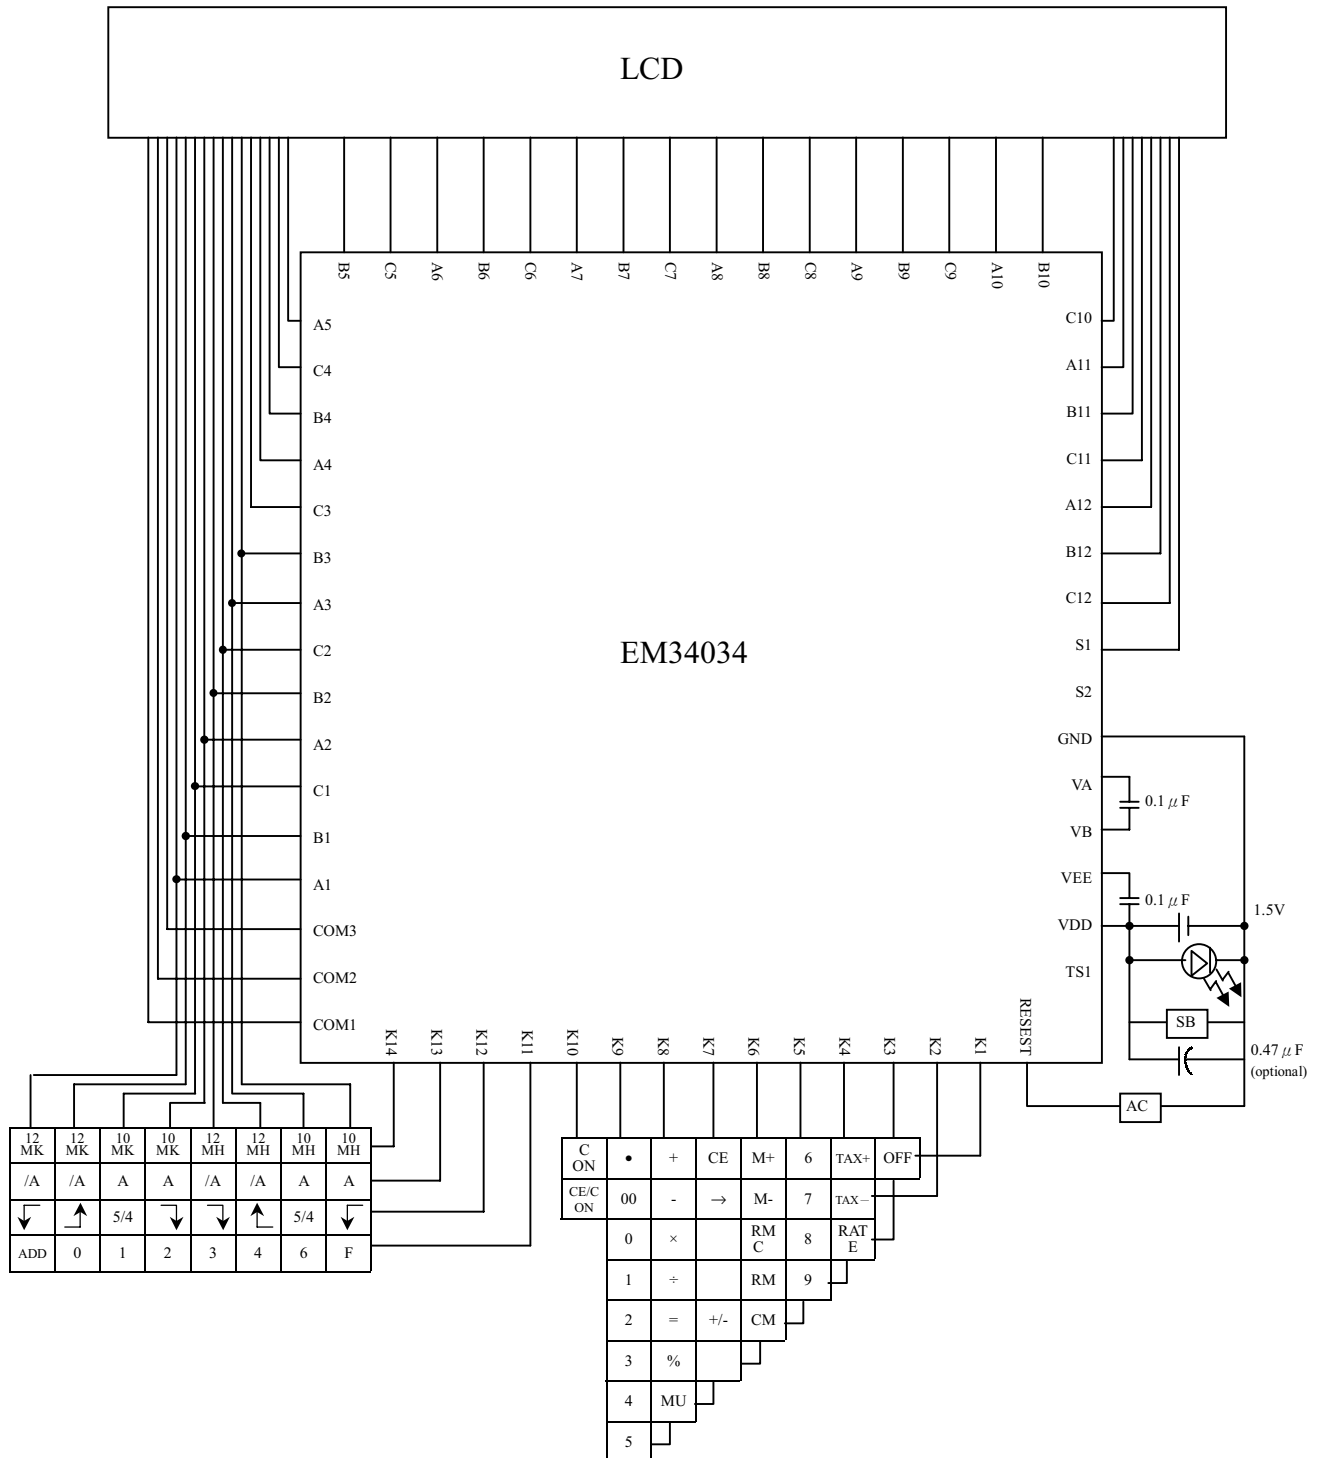 LCD
B5 C5 A6 B6 C6 A7 B7 C7 A8 B8 C8 A9 B9 C9 A10 B10
A5
C4
B4
A4
C3
B3
A3
C2
B2
A2
C1
B1
A1
COM3
COM2
COM1
EM34034
C10
A11
B11
C11
A12
B12
C12
S1
S2
GND
VA
0.1 μF
VB
VEE
0.1 μF
VDD
1.5V
TS1
RESEST
SB
0.47 μF
(optional)
AC
K14 K13 K12 K11 K10 K9 K8 K7 K6 K5 K4 K3 K2 K1
12 12 10 10 12 12 10 10
MK MK MK MK MH MH MH MH
/A /A A A /A /A A A
5/4 5/4
ADD 0 1 2 3 4 6 F
C
ON • + CE M+ 6 TAX+ OFF
CE/C
ON 00 - → M- 7 TAX−
0 × RM
C 8 RAT
E
1 ÷ RM 9
2 = +/- CM
3 %
4 MU
5